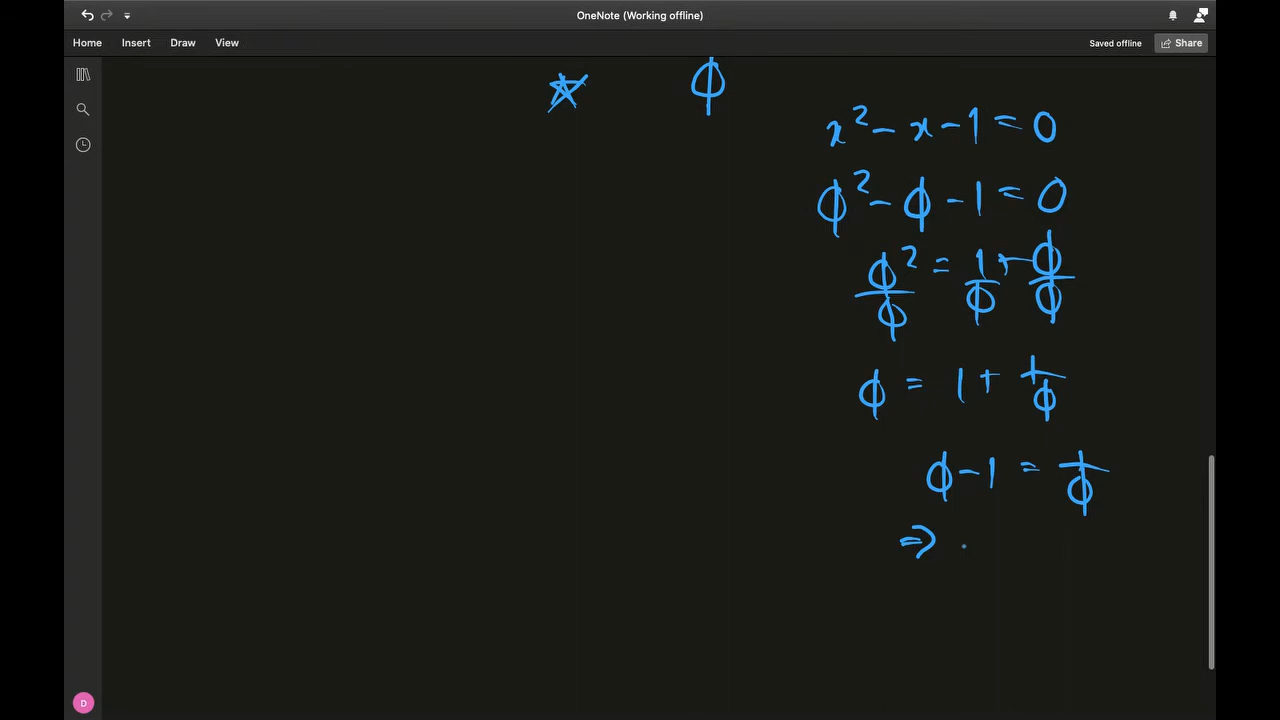 OneNote (Working offline)
Home Insert Draw View
Saved offline Share
ϕ
x² - x - 1 = 0
ϕ² - ϕ - 1 = 0
ϕ²/ϕ = 1/ϕ + ϕ/ϕ
ϕ = 1 + 1/ϕ
ϕ - 1 = 1/ϕ
⇒
D